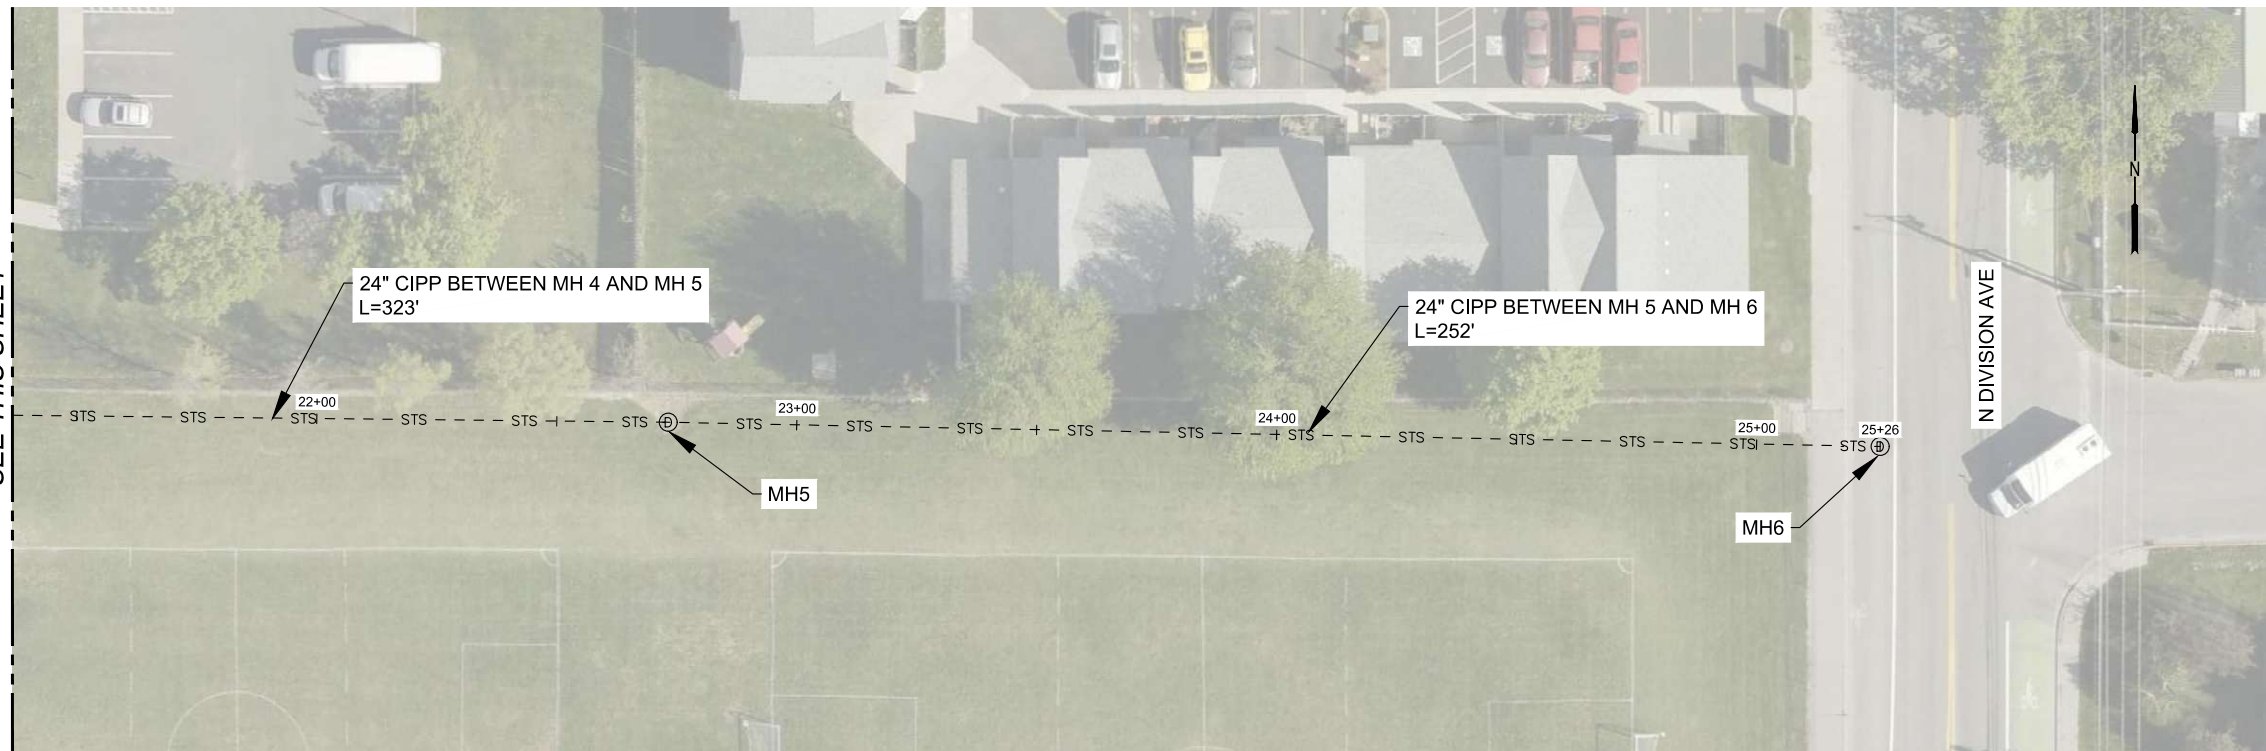 24" CIPP BETWEEN MH 4 AND MH 5
L=323'
24" CIPP BETWEEN MH 5 AND MH 6
L=252'
N
N DIVISION AVE
22+00
23+00
24+00
25+00
25+26
STS STS STS STS STS STS D STS STS STS STS STS STS STS STS STS STS STS D
MH5
MH6